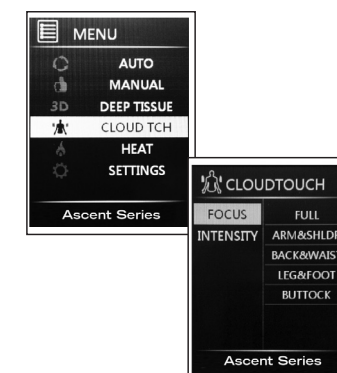 MENU
AUTO
MANUAL
3D DEEP TISSUE
CLOUD TCH
HEAT
SETTINGS
Ascent Series
CLOUDTOUCH
FOCUS FULL
INTENSITY ARM&SHLDR
BACK&WAIST
LEG&FOOT
BUTTOCK
Ascent Series